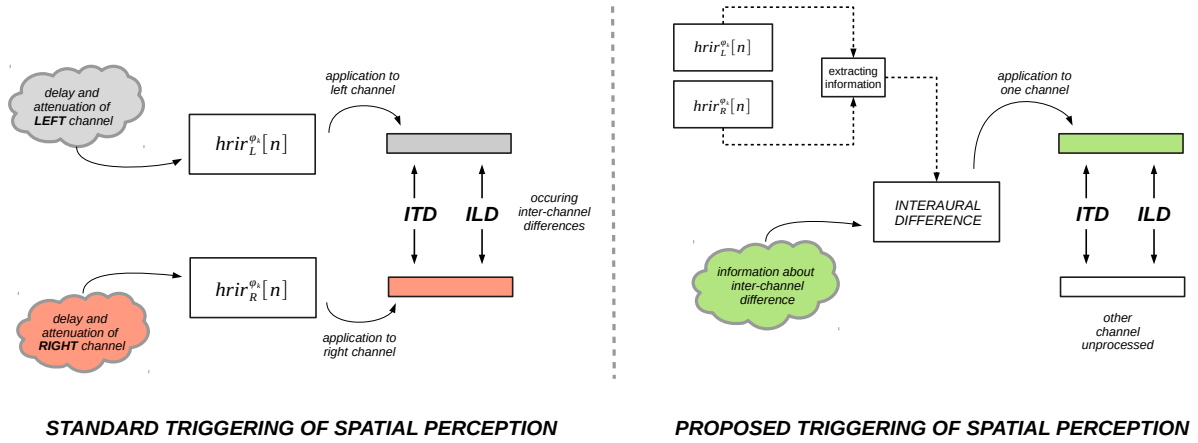 delay and
attenuation of
LEFT channel
hrir_L^{φ_k}[n]
application to
left channel
ITD ILD
occuring
inter-channel
differences
hrir_R^{φ_k}[n]
delay and
attenuation of
RIGHT channel
application to
right channel
STANDARD TRIGGERING OF SPATIAL PERCEPTION
hrir_L^{φ_k}[n]
hrir_R^{φ_k}[n]
extracting
information
application to
one channel
INTERAURAL
DIFFERENCE
ITD ILD
information about
inter-channel
difference
other
channel
unprocessed
PROPOSED TRIGGERING OF SPATIAL PERCEPTION